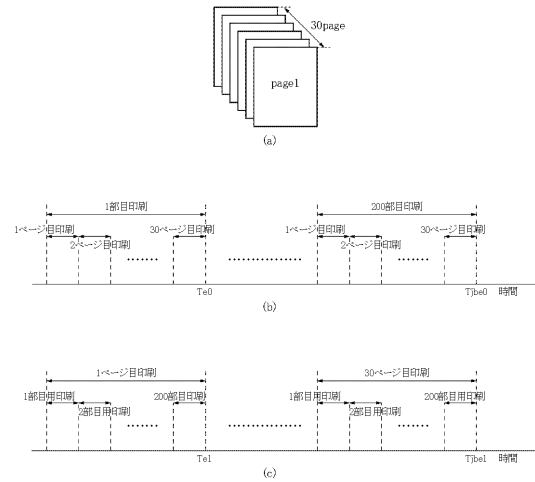 30page
page1
(a)
1部目印刷
200部目印刷
1ページ目印刷
2ページ目印刷
30ページ目印刷
1ページ目印刷
2ページ目印刷
30ページ目印刷
Te0
Tjbe0
時間
(b)
1ページ目印刷
30ページ目印刷
1部目用印刷
2部目用印刷
200部目印刷
1部目用印刷
2部目用印刷
200部目印刷
Te1
Tjbe1
時間
(c)